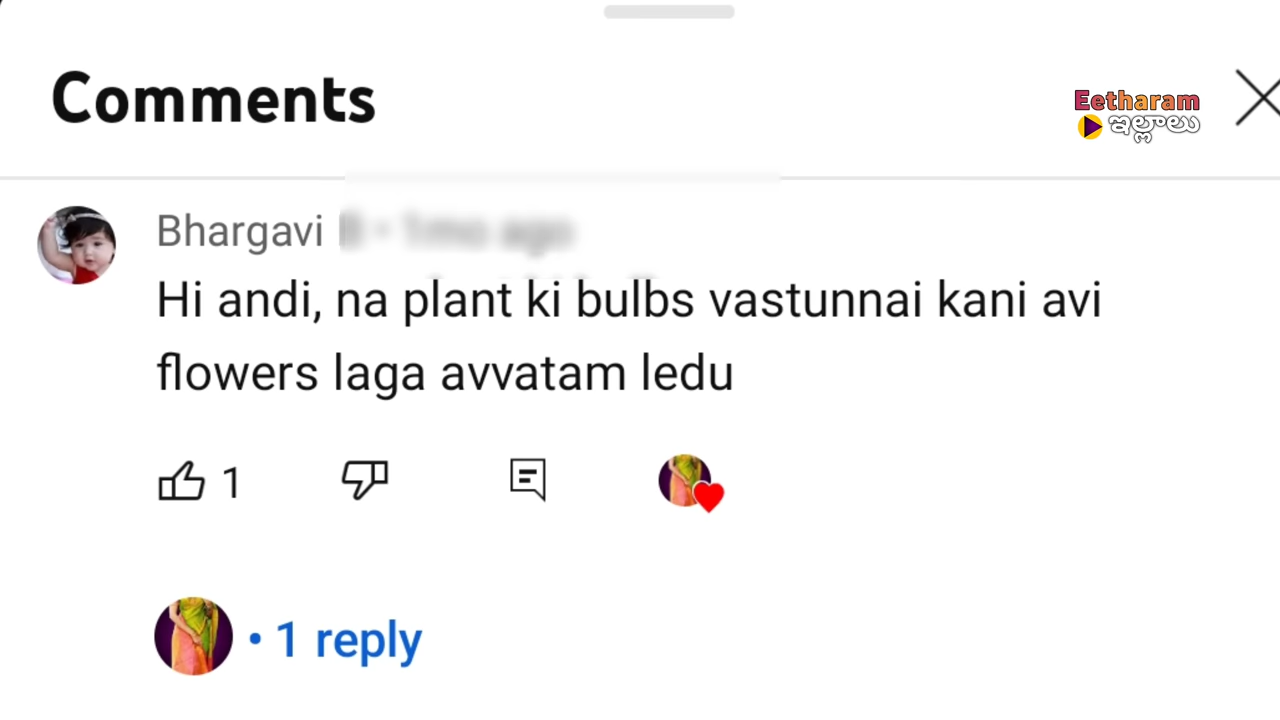 Comments
Eetharam
ఇల్లాలు
Bhargavi
Hi andi, na plant ki bulbs vastunnai kani avi
flowers laga avvatam ledu
1
• 1 reply